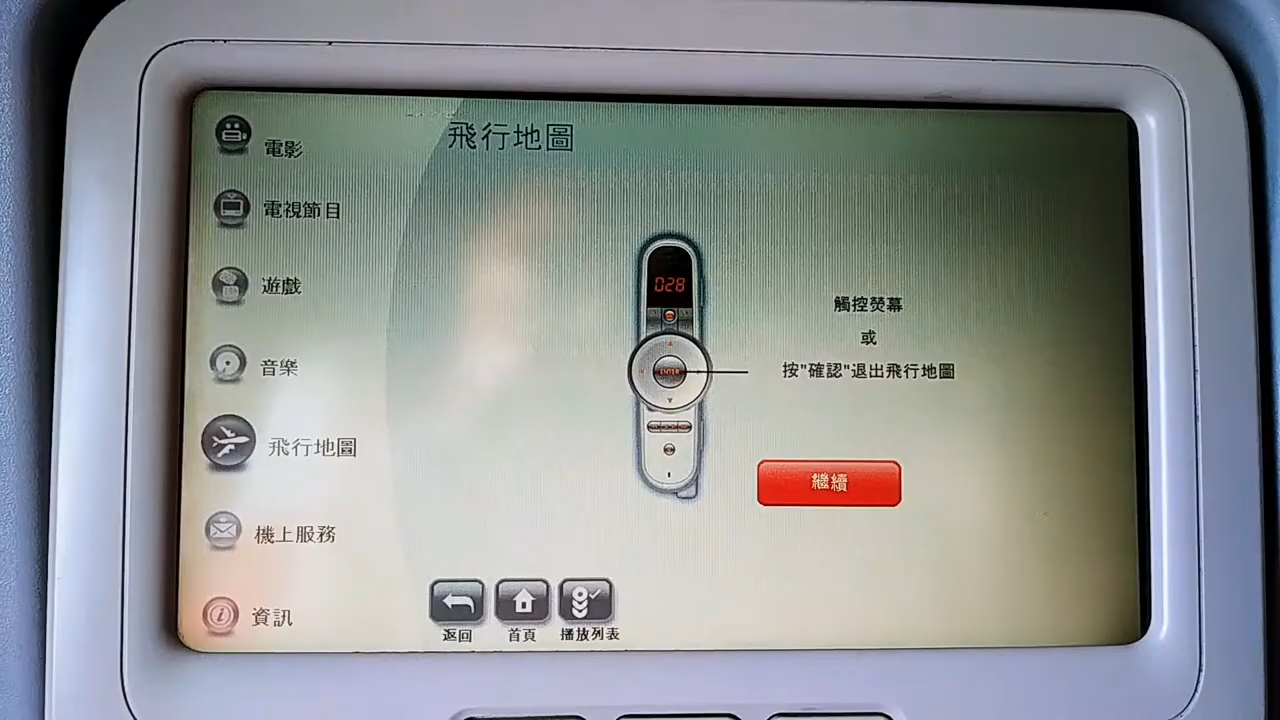 電影
電視節目
遊戲
音樂
飛行地圖
機上服務
資訊
飛行地圖
028
ENTER
觸控熒幕
或
按"確認"退出飛行地圖
繼續
返回
首頁
播放列表